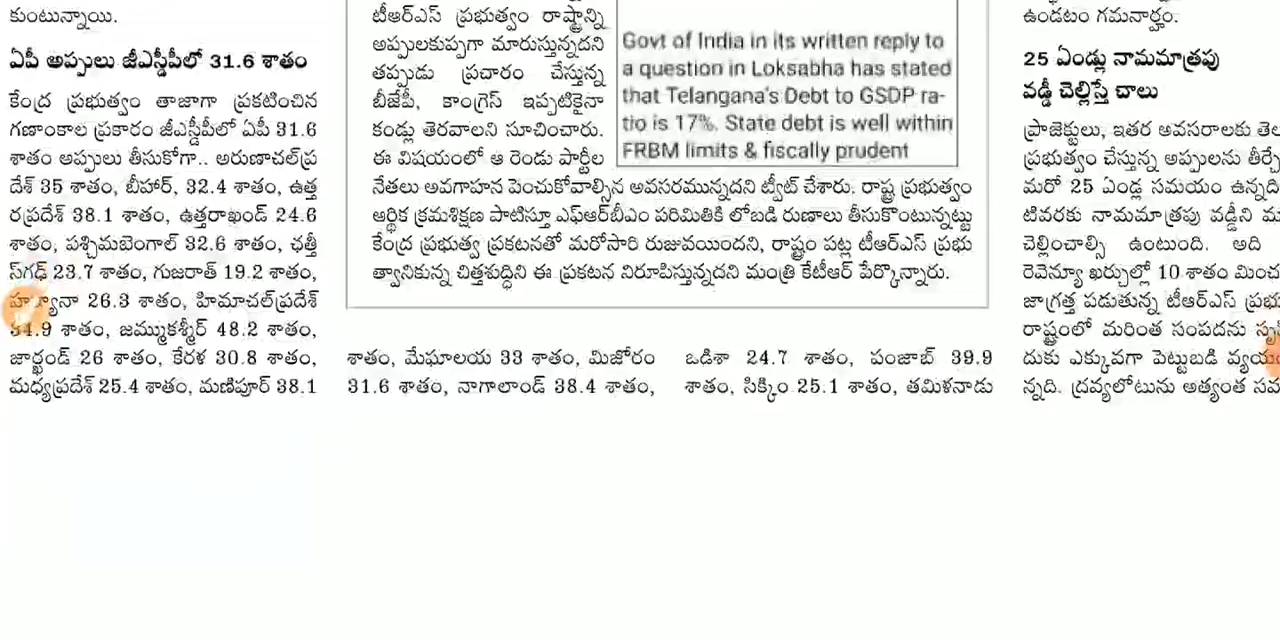 కుంటున్నాయి.
ఏపీ అప్పులు జీఎస్డీపీలో 31.6 శాతం
కేంద్ర ప్రభుత్వం తాజాగా ప్రకటించిన
గణాంకాల ప్రకారం జీఎస్డీపీలో ఏపీ 31.6
శాతం అప్పులు తీసుకోగా.. అరుణాచల్‌ప్ర
దేశ్ 35 శాతం, బీహార్, 32.4 శాతం, ఉత్త
రప్రదేశ్ 38.1 శాతం, ఉత్తరాఖండ్ 24.6
శాతం, పశ్చిమబెంగాల్ 32.6 శాతం, ఛత్తీ
స్‌గఢ్ 23.7 శాతం, గుజరాత్ 19.2 శాతం,
26.3 శాతం, హిమాచల్‌ప్రదేశ్
34.9 శాతం, జమ్ముకశ్మీర్ 48.2 శాతం,
జార్ఖండ్ 26 శాతం, కేరళ 30.8 శాతం,
మధ్యప్రదేశ్ 25.4 శాతం, మణిపూర్ 38.1
టీఆర్ఎస్ ప్రభుత్వం రాష్ట్రాన్ని
అప్పులకుప్పగా మారుస్తున్నదని
తప్పుడు ప్రచారం చేస్తున్న
బీజేపీ, కాంగ్రెస్ ఇప్పటికైనా
కండ్లు తెరవాలని సూచించారు.
ఈ విషయంలో ఆ రెండు పార్టీల
నేతలు అవగాహన పెంచుకోవాల్సిన అవసరమున్నదని ట్వీట్ చేశారు. రాష్ట్ర ప్రభుత్వం
ఆర్థిక క్రమశిక్షణ పాటిస్తూ ఎఫ్ఆర్‌బీఎం పరిమితికి లోబడి రుణాలు తీసుకొంటున్నట్టు
కేంద్ర ప్రభుత్వ ప్రకటనతో మరోసారి రుజువయిందని, రాష్ట్రం పట్ల టీఆర్ఎస్ ప్రభు
త్వానికున్న చిత్తశుద్ధిని ఈ ప్రకటన నిరూపిస్తున్నదని మంత్రి కేటీఆర్ పేర్కొన్నారు.
Govt of India in its written reply to
a question in Loksabha has stated
that Telangana's Debt to GSDP ra-
tio is 17%. State debt is well within
FRBM limits & fiscally prudent
శాతం, మేఘాలయ 33 శాతం, మిజోరం
31.6 శాతం, నాగాలాండ్ 38.4 శాతం,
ఒడిశా 24.7 శాతం, పంజాబ్ 39.9
శాతం, సిక్కిం 25.1 శాతం, తమిళనాడు
ఉండటం గమనార్హం.
25 ఏండ్లు నామమాత్రపు
వడ్డీ చెల్లిస్తే చాలు
ప్రాజెక్టులు, ఇతర అవసరాలకు
ప్రభుత్వం చేస్తున్న అప్పులను
మరో 25 ఏండ్ల సమయం ఉన్నది
టివరకు నామమాత్రపు వడ్డీని
చెల్లించాల్సి ఉంటుంది. అది
రెవెన్యూ ఖర్చుల్లో 10 శాతం
జాగ్రత్త పడుతున్న టీఆర్ఎస్
రాష్ట్రంలో మరింత సంపదను
దుకు ఎక్కువగా పెట్టుబడి
న్నది. ద్రవ్యలోటును అత్యంత